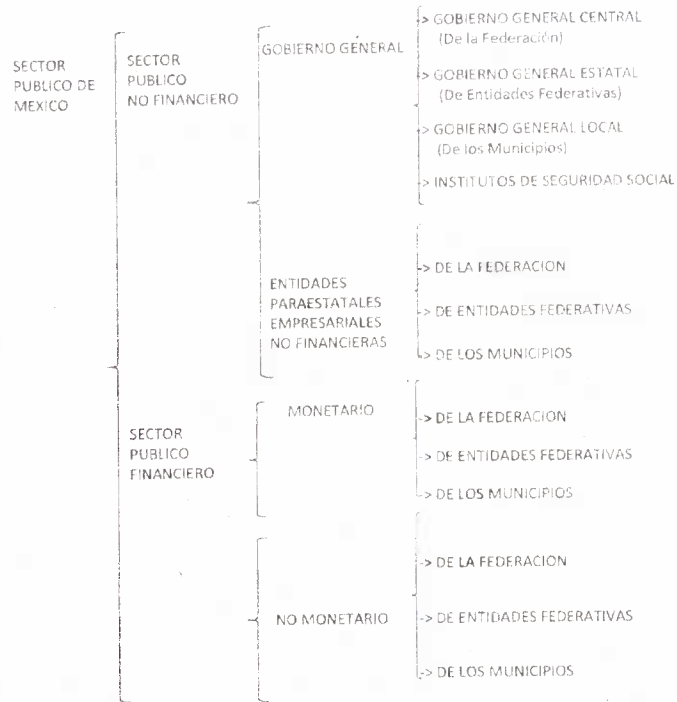 SECTOR
PUBLICO DE
MEXICO
SECTOR
PUBLICO
NO FINANCIERO
GOBIERNO GENERAL
-> GOBIERNO GENERAL CENTRAL
(De la Federación)
-> GOBIERNO GENERAL ESTATAL
(De Entidades Federativas)
-> GOBIERNO GENERAL LOCAL
(De los Municipios)
-> INSTITUTOS DE SEGURIDAD SOCIAL
ENTIDADES
PARAESTATALES
EMPRESARIALES
NO FINANCIERAS
-> DE LA FEDERACION
-> DE ENTIDADES FEDERATIVAS
-> DE LOS MUNICIPIOS
SECTOR
PUBLICO
FINANCIERO
MONETARIO
-> DE LA FEDERACION
-> DE ENTIDADES FEDERATIVAS
-> DE LOS MUNICIPIOS
NO MONETARIO
-> DE LA FEDERACION
-> DE ENTIDADES FEDERATIVAS
-> DE LOS MUNICIPIOS